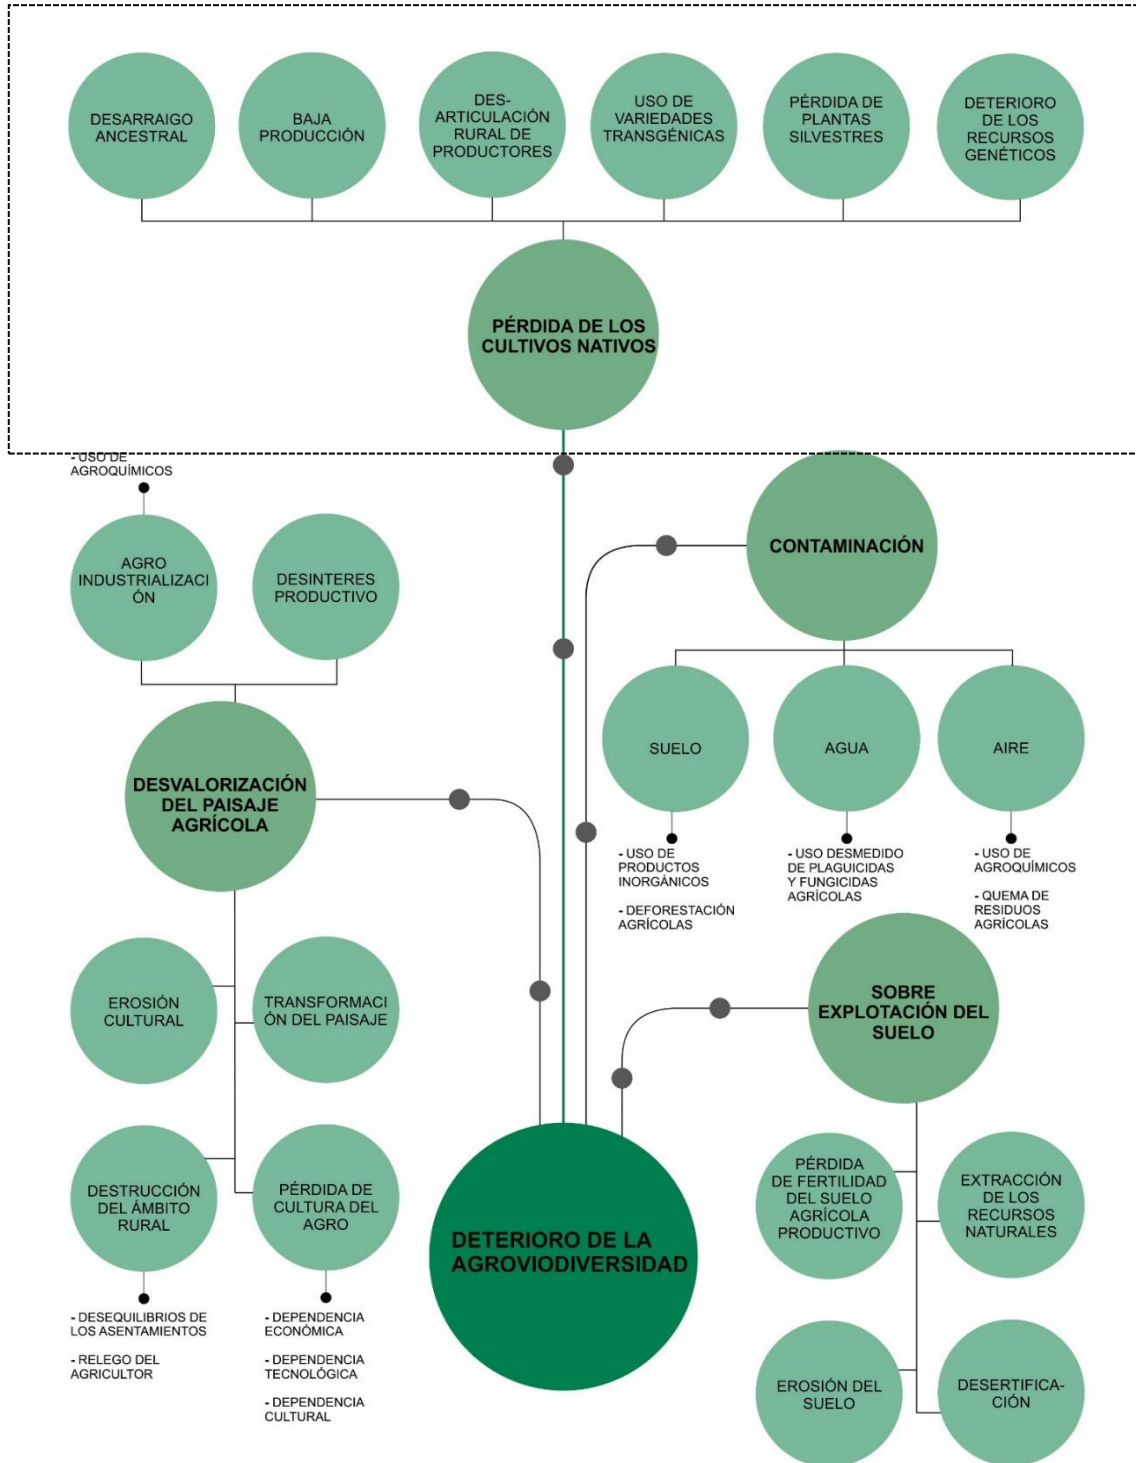 DESARRAIGO
ANCESTRAL
BAJA
PRODUCCIÓN
DES-
ARTICULACIÓN
RURAL DE
PRODUCTORES
USO DE
VARIEDADES
TRANSGÉNICAS
PÉRDIDA DE
PLANTAS
SILVESTRES
DETERIORO
DE LOS
RECURSOS
GENÉTICOS
PÉRDIDA DE LOS
CULTIVOS NATIVOS
- USO DE
AGROQUÍMICOS
AGRO
INDUSTRIALIZACI
ÓN
DESINTERES
PRODUCTIVO
CONTAMINACIÓN
SUELO
AGUA
AIRE
DESVALORIZACIÓN
DEL PAISAJE
AGRÍCOLA
- USO DE
PRODUCTOS
INORGÁNICOS
- DEFORESTACIÓN
AGRÍCOLAS
- USO DESMEDIDO
DE PLAGUICIDAS
Y FUNGICIDAS
AGRÍCOLAS
- USO DE
AGROQUÍMICOS
- QUEMA DE
RESIDUOS
AGRÍCOLAS
EROSIÓN
CULTURAL
TRANSFORMACI
ÓN DEL PAISAJE
SOBRE
EXPLOTACIÓN DEL
SUELO
DESTRUCCIÓN
DEL ÁMBITO
RURAL
PÉRDIDA DE
CULTURA DEL
AGRO
DETERIORO DE LA
AGROVIODIVERSIDAD
PÉRDIDA
DE FERTILIDAD
DEL SUELO
AGRÍCOLA
PRODUCTIVO
EXTRACCIÓN
DE LOS
RECURSOS
NATURALES
- DESEQUILIBRIOS DE
LOS ASENTAMIENTOS
- RELEGO DEL
AGRICULTOR
- DEPENDENCIA
ECONÓMICA
- DEPENDENCIA
TECNOLÓGICA
- DEPENDENCIA
CULTURAL
EROSIÓN DEL
SUELO
DESERTIFICA-
CIÓN